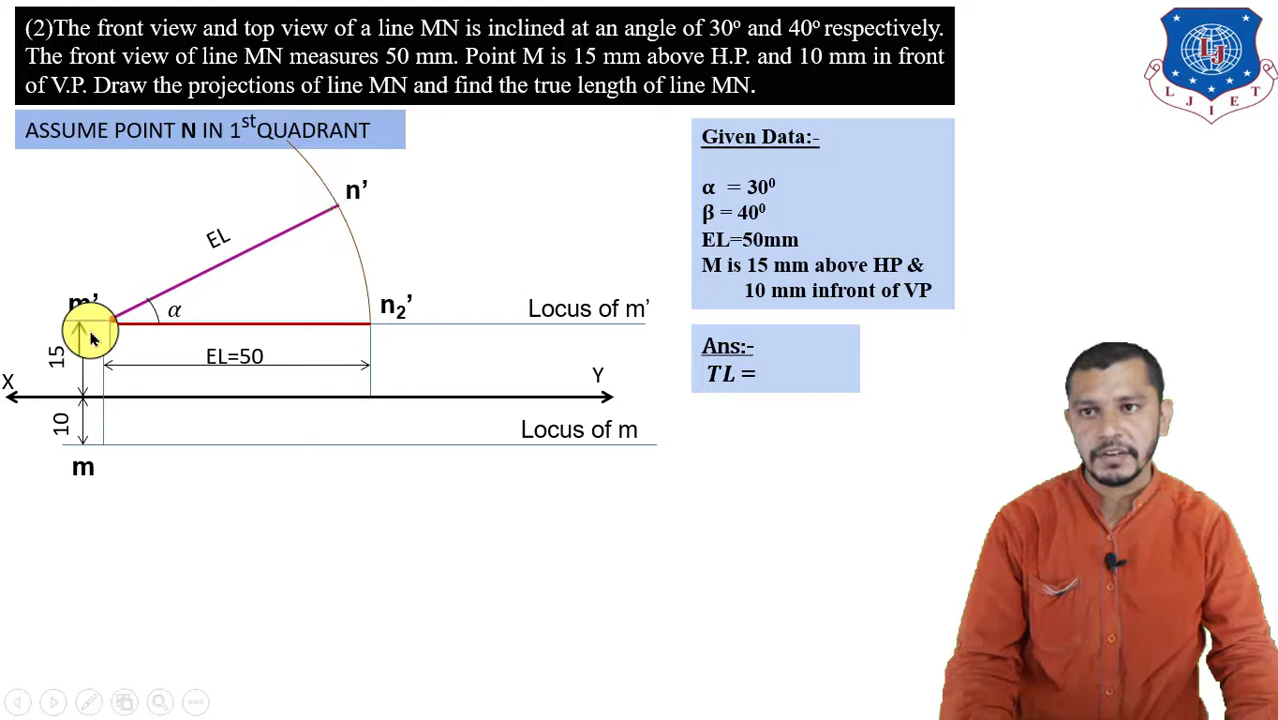 (2)The front view and top view of a line MN is inclined at an angle of 30º and 40º respectively.
The front view of line MN measures 50 mm. Point M is 15 mm above H.P. and 10 mm in front
of V.P. Draw the projections of line MN and find the true length of line MN.
ASSUME POINT N IN 1st QUADRANT
Given Data:-
α = 30⁰
β = 40⁰
EL=50mm
M is 15 mm above HP &
10 mm infront of VP
n’
EL
m’
α
n₂’
Locus of m’
Ans:-
TL =
15
EL=50
X
Y
10
Locus of m
m
LJ
L J I E T